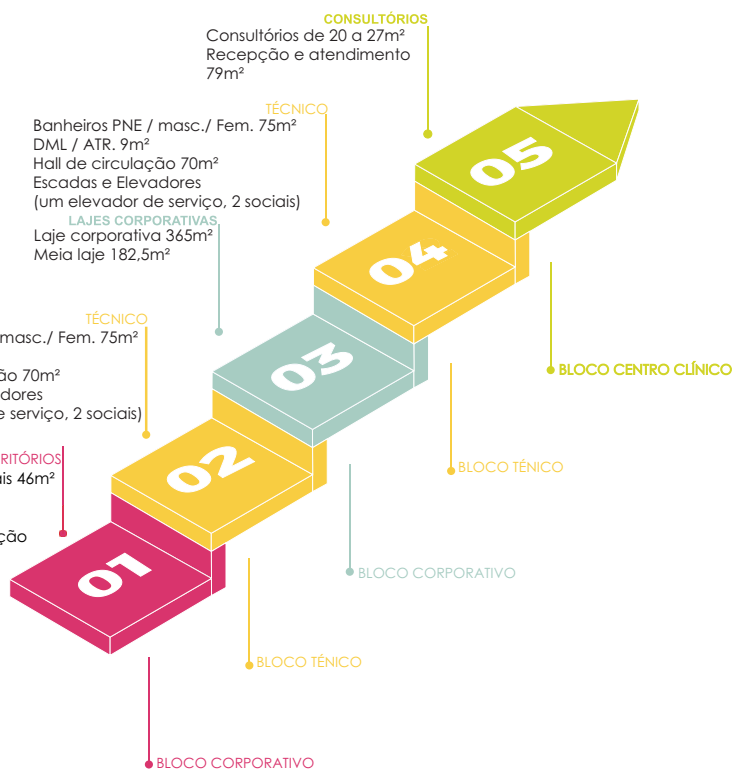 CONSULTÓRIOS
Consultórios de 20 a 27m²
Recepção e atendimento
79m²
TÉCNICO
Banheiros PNE / masc./ Fem. 75m²
DML / ATR. 9m²
Hall de circulação 70m²
Escadas e Elevadores
(um elevador de serviço, 2 sociais)
LAJES CORPORATIVAS
Laje corporativa 365m²
Meia laje 182,5m²
TÉCNICO
masc./ Fem. 75m²
ão 70m²
dores
e serviço, 2 sociais)
RITÓRIOS
ais 46m²
ção
05
04
03
02
01
BLOCO CENTRO CLÍNICO
BLOCO TÉNICO
BLOCO CORPORATIVO
BLOCO TÉNICO
BLOCO CORPORATIVO